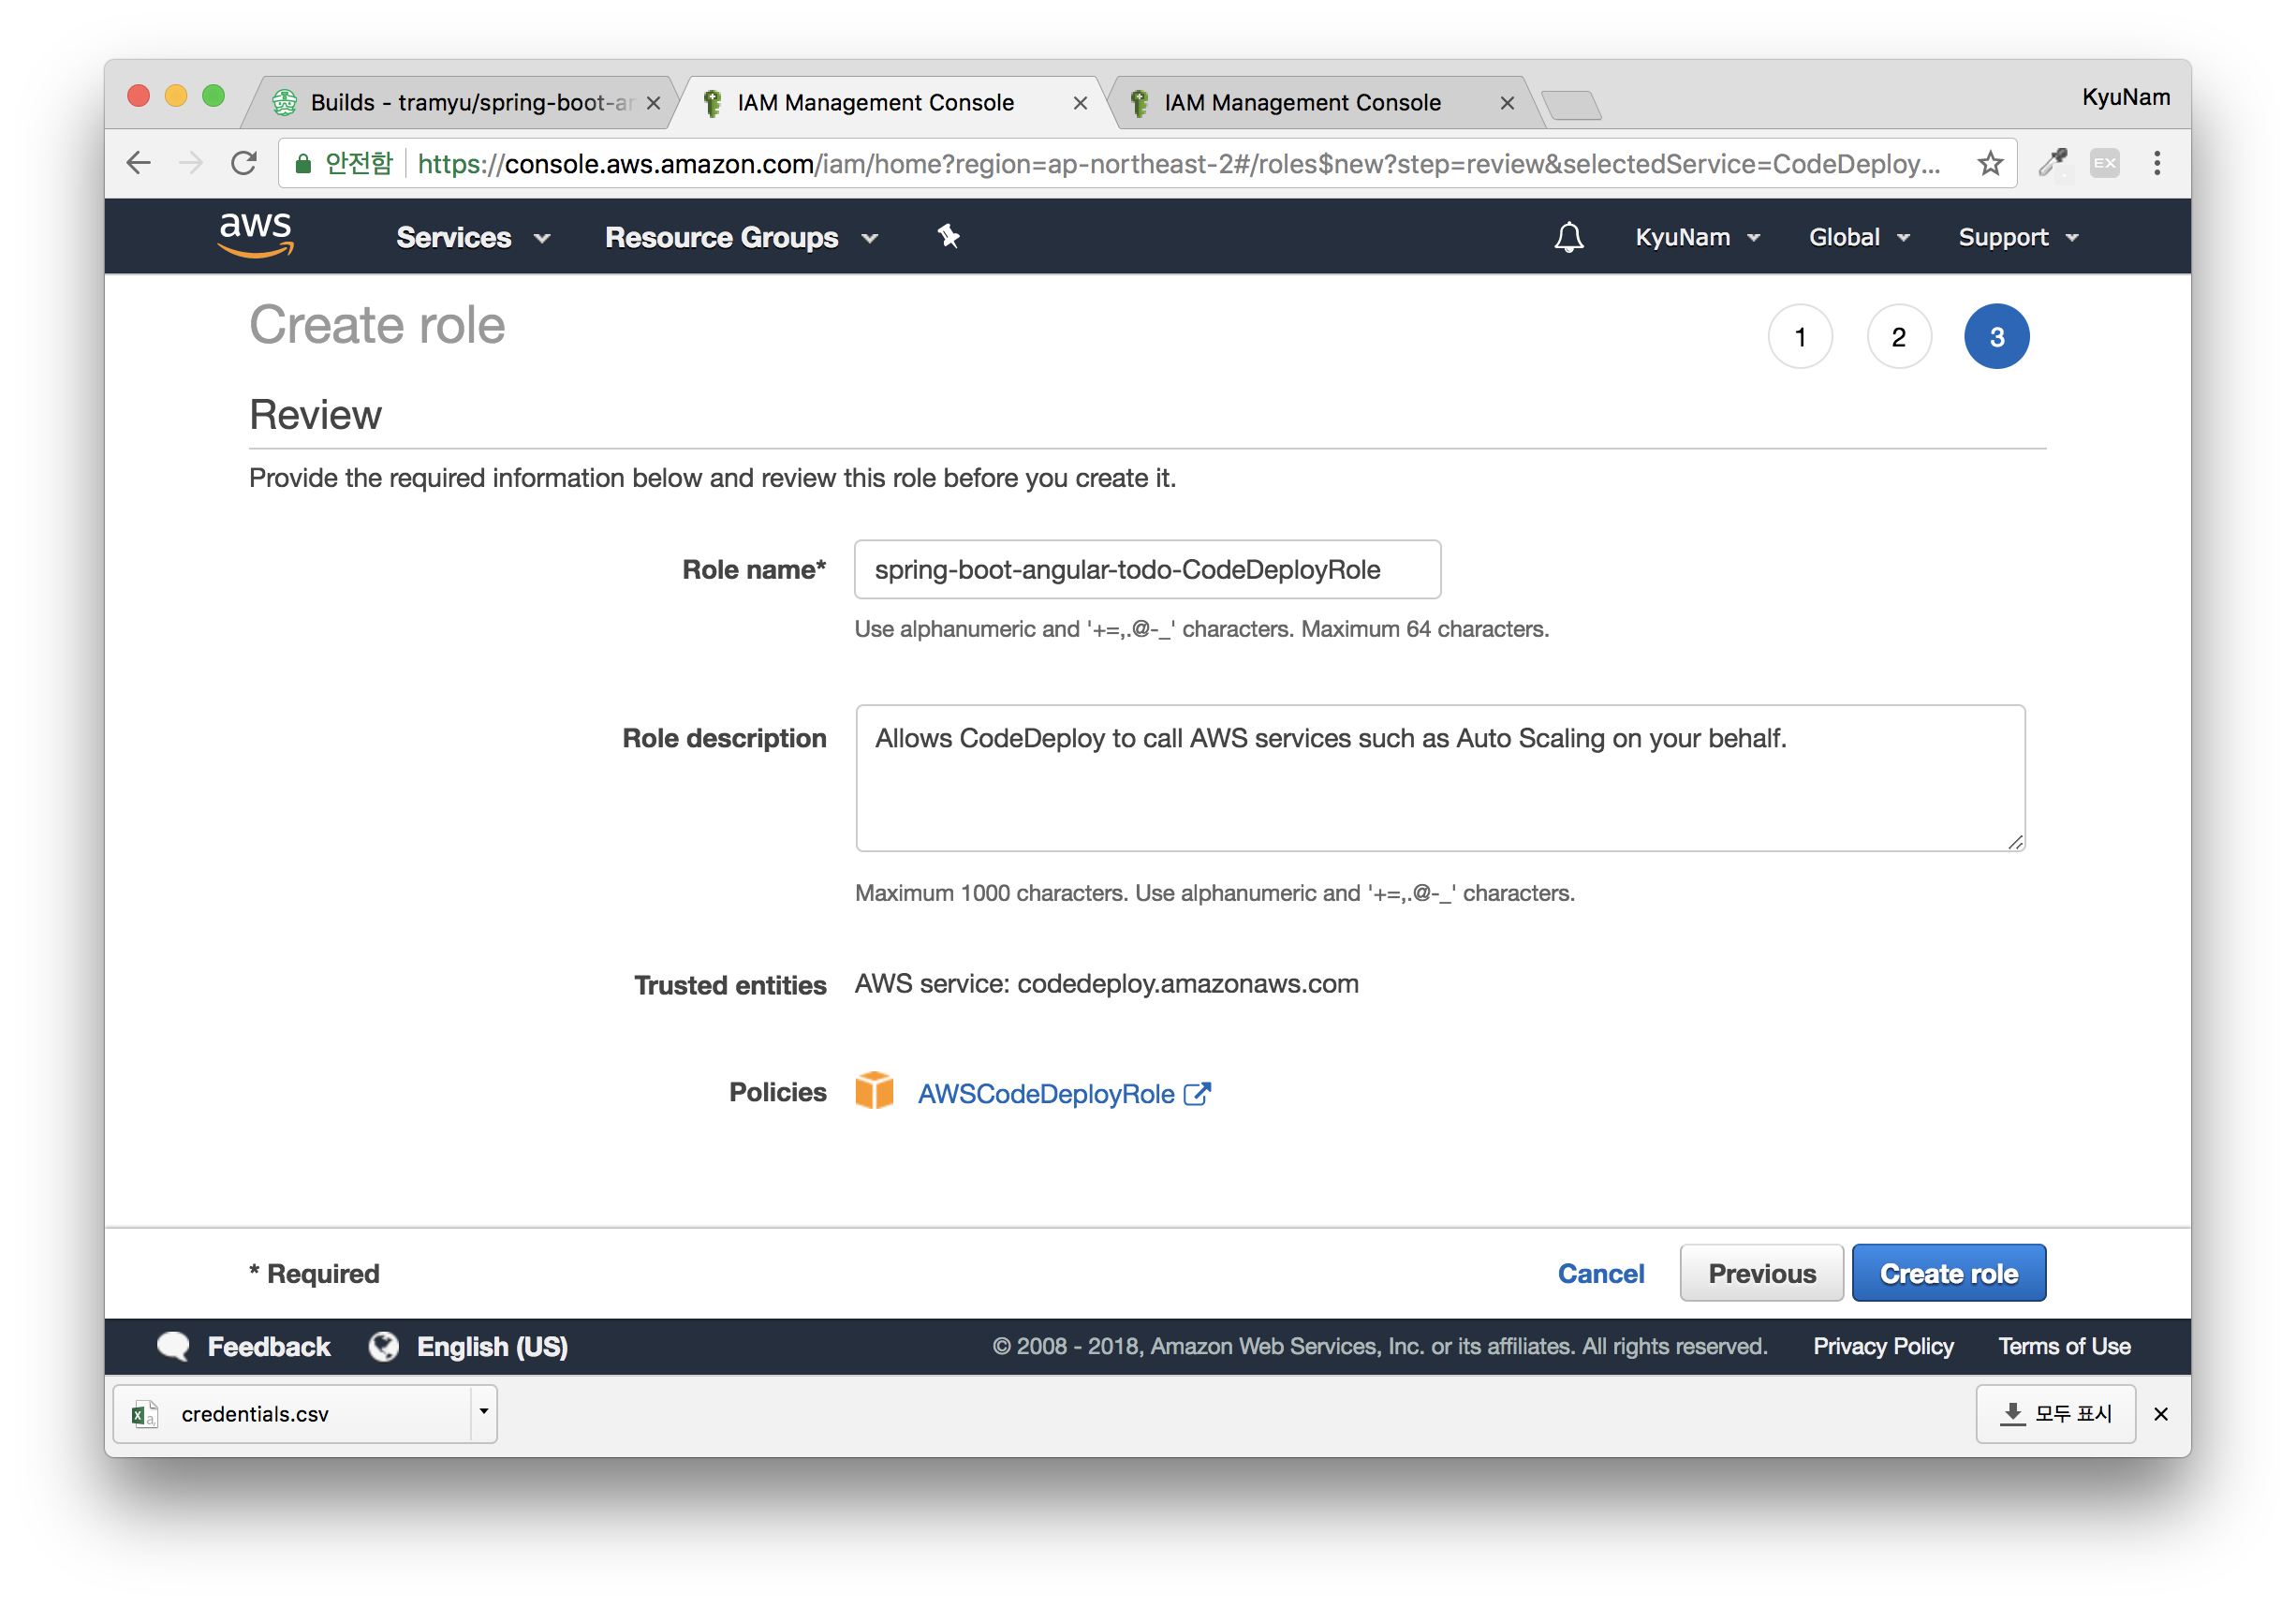 Builds - tramyu/spring-boot-ar
IAM Management Console
IAM Management Console
KyuNam
안전함
https://console.aws.amazon.com/iam/home?region=ap-northeast-2#/roles$new?step=review&selectedService=CodeDeploy...
EX
aws
Services
Resource Groups
KyuNam
Global
Support
Create role
1
2
3
Review
Provide the required information below and review this role before you create it.
Role name*
spring-boot-angular-todo-CodeDeployRole
Use alphanumeric and '+=,.@-_' characters. Maximum 64 characters.
Role description
Allows CodeDeploy to call AWS services such as Auto Scaling on your behalf.
Maximum 1000 characters. Use alphanumeric and '+=,.@-_' characters.
Trusted entities
AWS service: codedeploy.amazonaws.com
Policies
AWSCodeDeployRole
* Required
Cancel
Previous
Create role
Feedback
English (US)
© 2008 - 2018, Amazon Web Services, Inc. or its affiliates. All rights reserved.
Privacy Policy
Terms of Use
credentials.csv
모두 표시